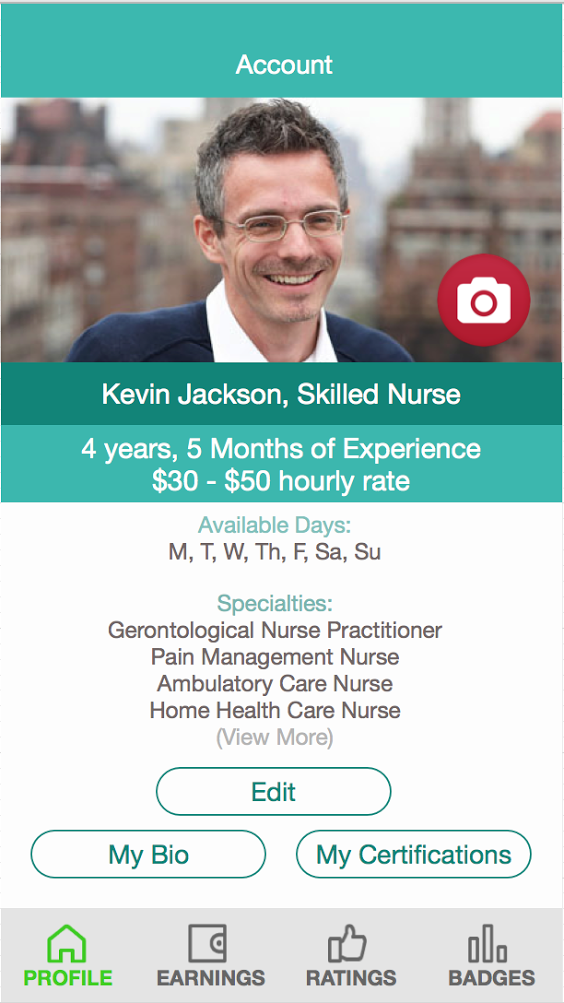 Account
Kevin Jackson, Skilled Nurse
4 years, 5 Months of Experience
$30 - $50 hourly rate
Available Days:
M, T, W, Th, F, Sa, Su
Specialties:
Gerontological Nurse Practitioner
Pain Management Nurse
Ambulatory Care Nurse
Home Health Care Nurse
(View More)
Edit
My Bio
My Certifications
PROFILE
EARNINGS
RATINGS
BADGES